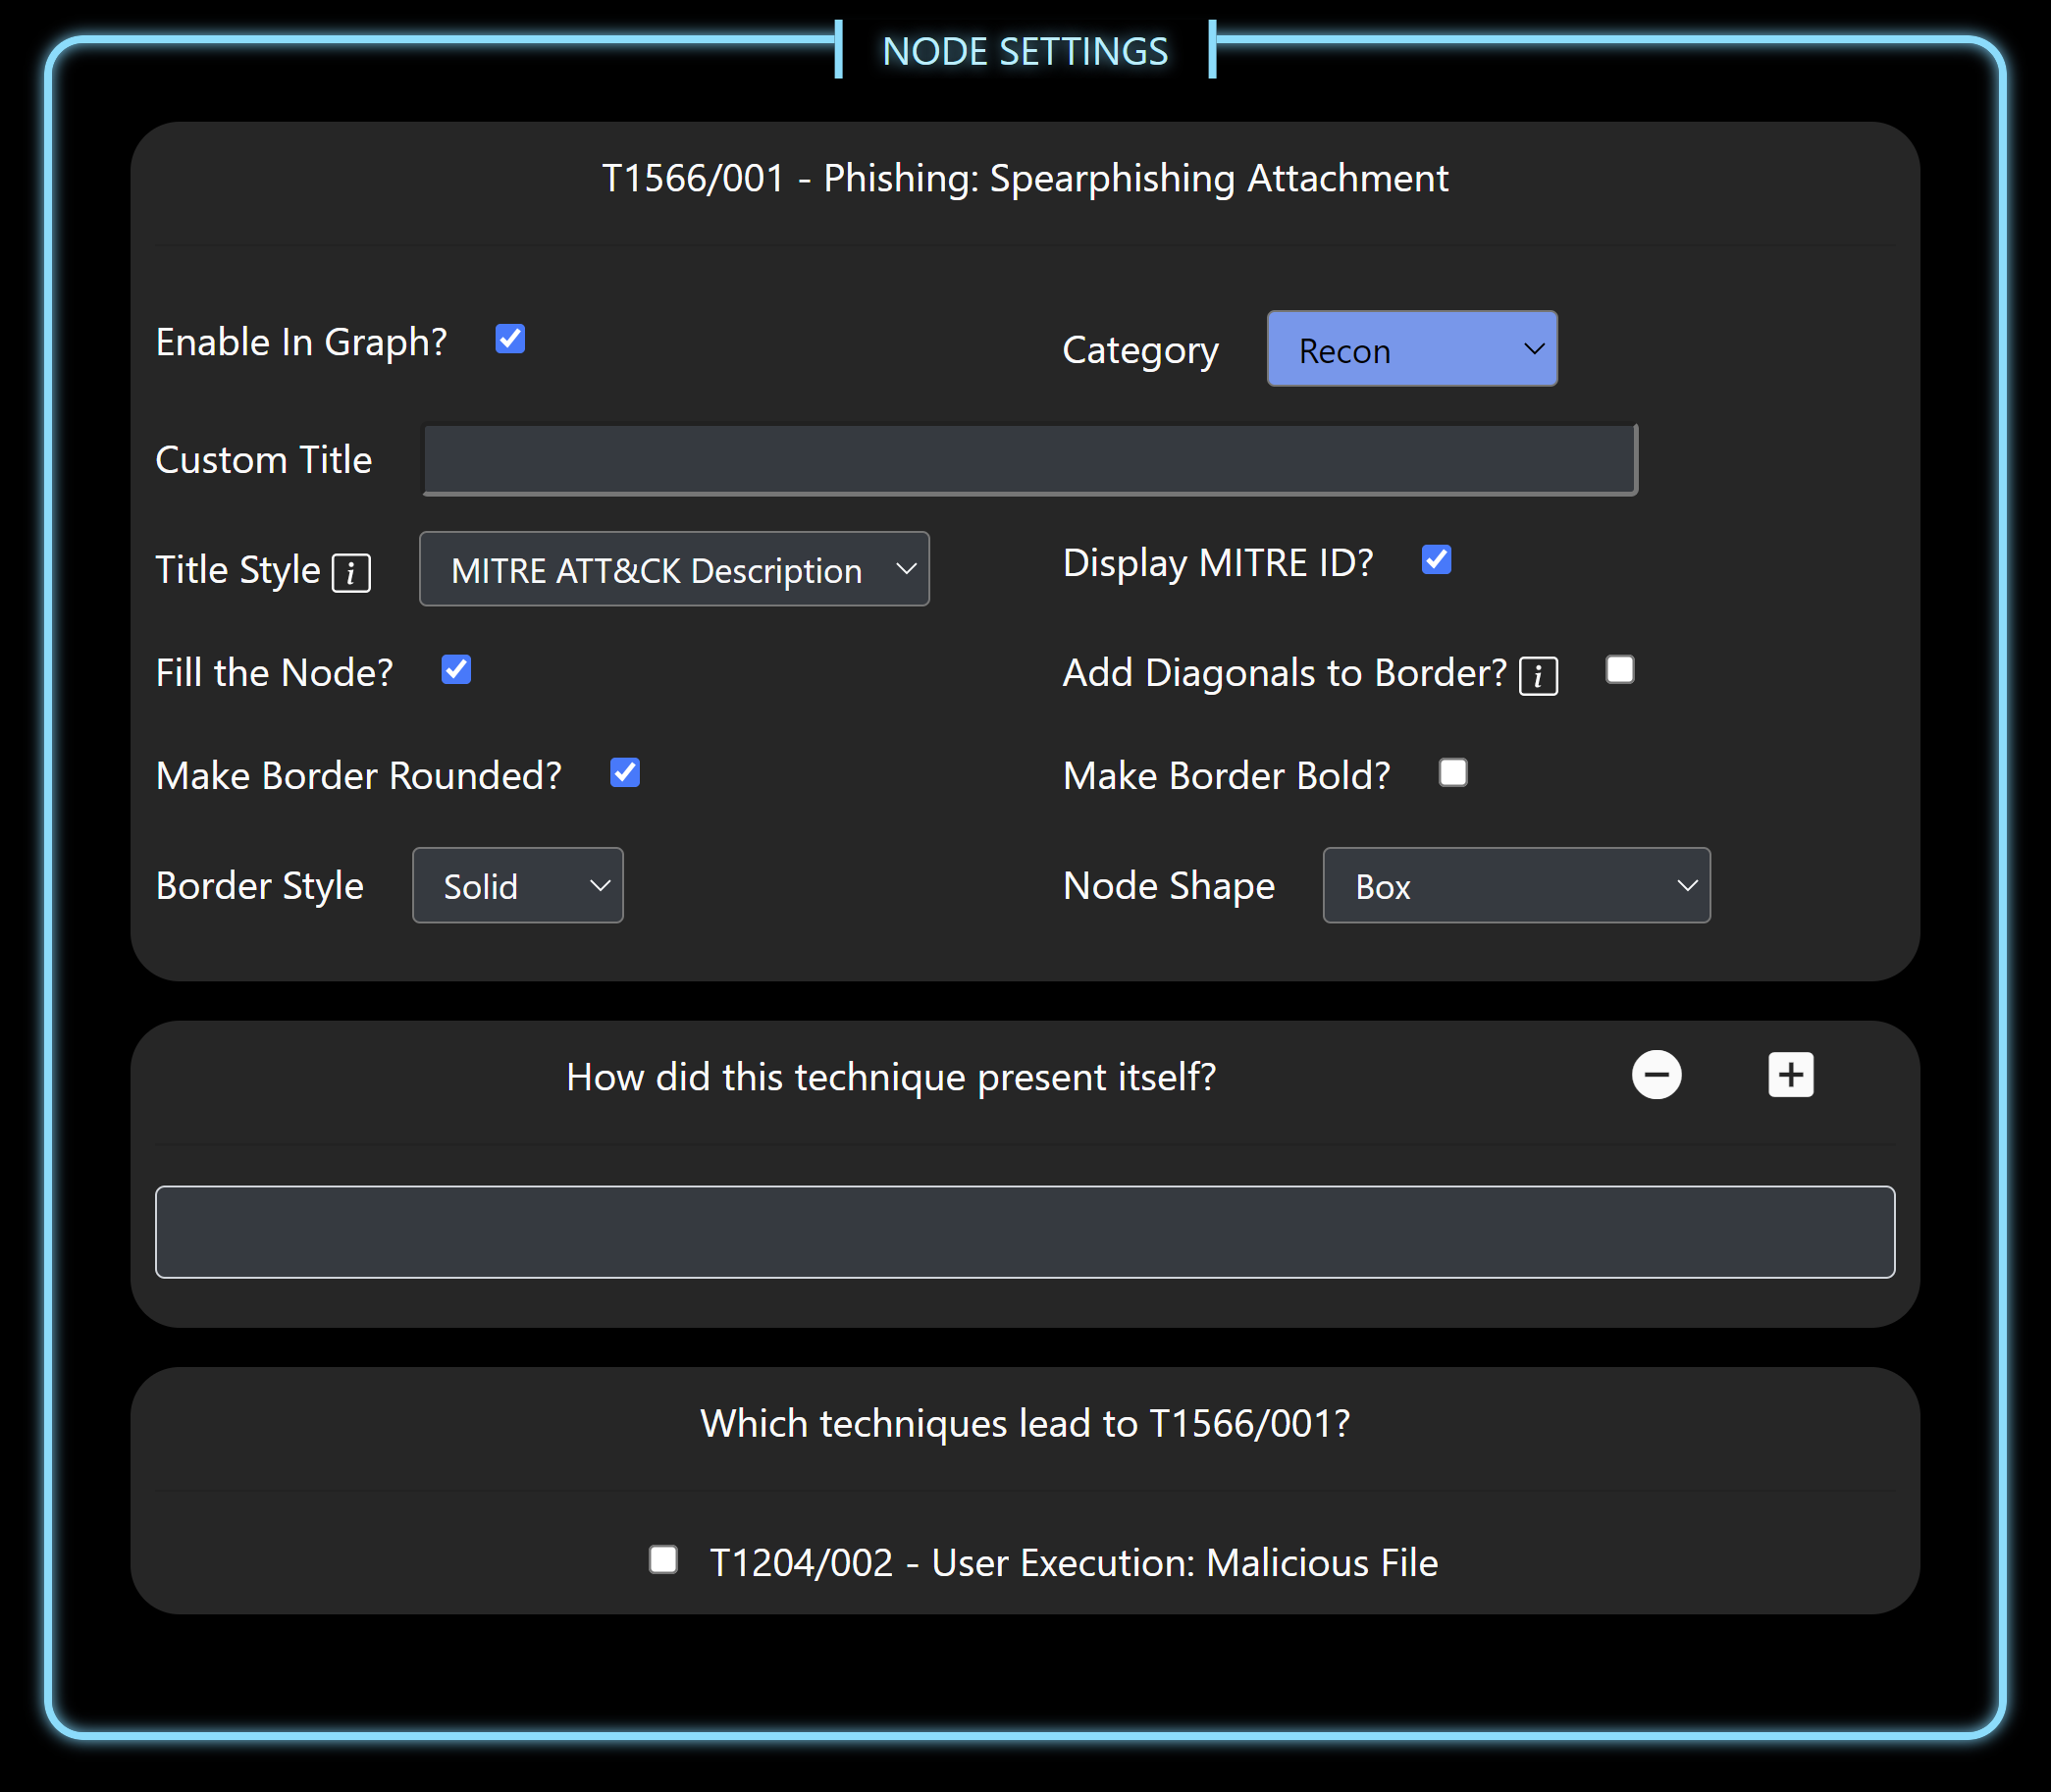 NODE SETTINGS
T1566/001 - Phishing: Spearphishing Attachment
Enable In Graph?
Category Recon
Custom Title
Title Style i MITRE ATT&CK Description
Display MITRE ID?
Fill the Node?
Add Diagonals to Border? i
Make Border Rounded?
Make Border Bold?
Border Style Solid
Node Shape Box
How did this technique present itself?
Which techniques lead to T1566/001?
T1204/002 - User Execution: Malicious File